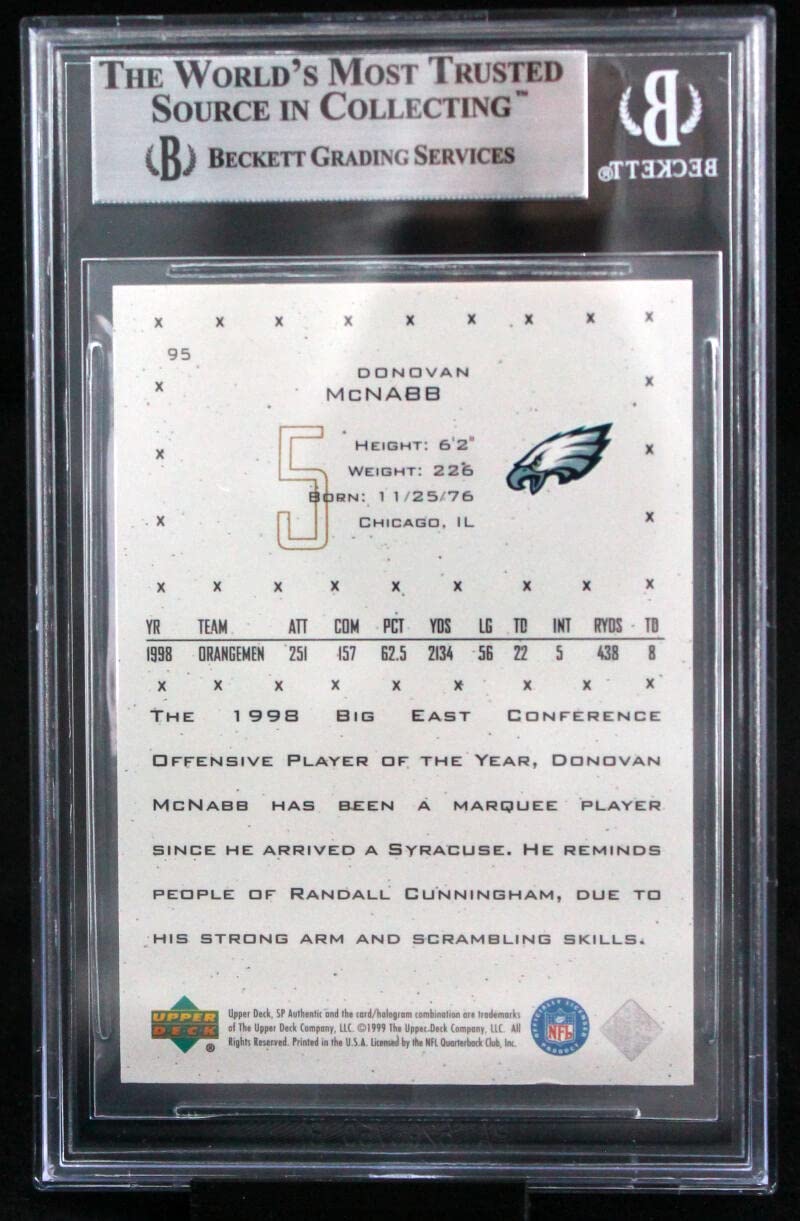 THE WORLD'S MOST TRUSTED
SOURCE IN COLLECTING™
B BECKETT GRADING SERVICES
B
BECKETT®
x x x x x x x x x
95
DONOVAN
x x
McNABB
5
HEIGHT: 6'2"
x x
WEIGHT: 226
BORN: 11/25/76
x x
CHICAGO, IL
x x x x x x x x x
YR TEAM ATT COM PCT YDS LG TD INT RYDS TD
1998 ORANGEMEN 251 157 62.5 2134 56 22 5 438 8
x x x x x x x x x
THE 1998 BIG EAST CONFERENCE
OFFENSIVE PLAYER OF THE YEAR, DONOVAN
McNABB HAS BEEN A MARQUEE PLAYER
SINCE HE ARRIVED A SYRACUSE. HE REMINDS
PEOPLE OF RANDALL CUNNINGHAM, DUE TO
HIS STRONG ARM AND SCRAMBLING SKILLS.
UPPER
DECK
®
Upper Deck, SP Authentic and the card/hologram combination are trademarks
of The Upper Deck Company, LLC. ©1999 The Upper Deck Company, LLC. All
Rights Reserved. Printed in the U.S.A. Licensed by the NFL Quarterback Club, Inc.
OFFICIALLY LICENSED
NFL
PRODUCT